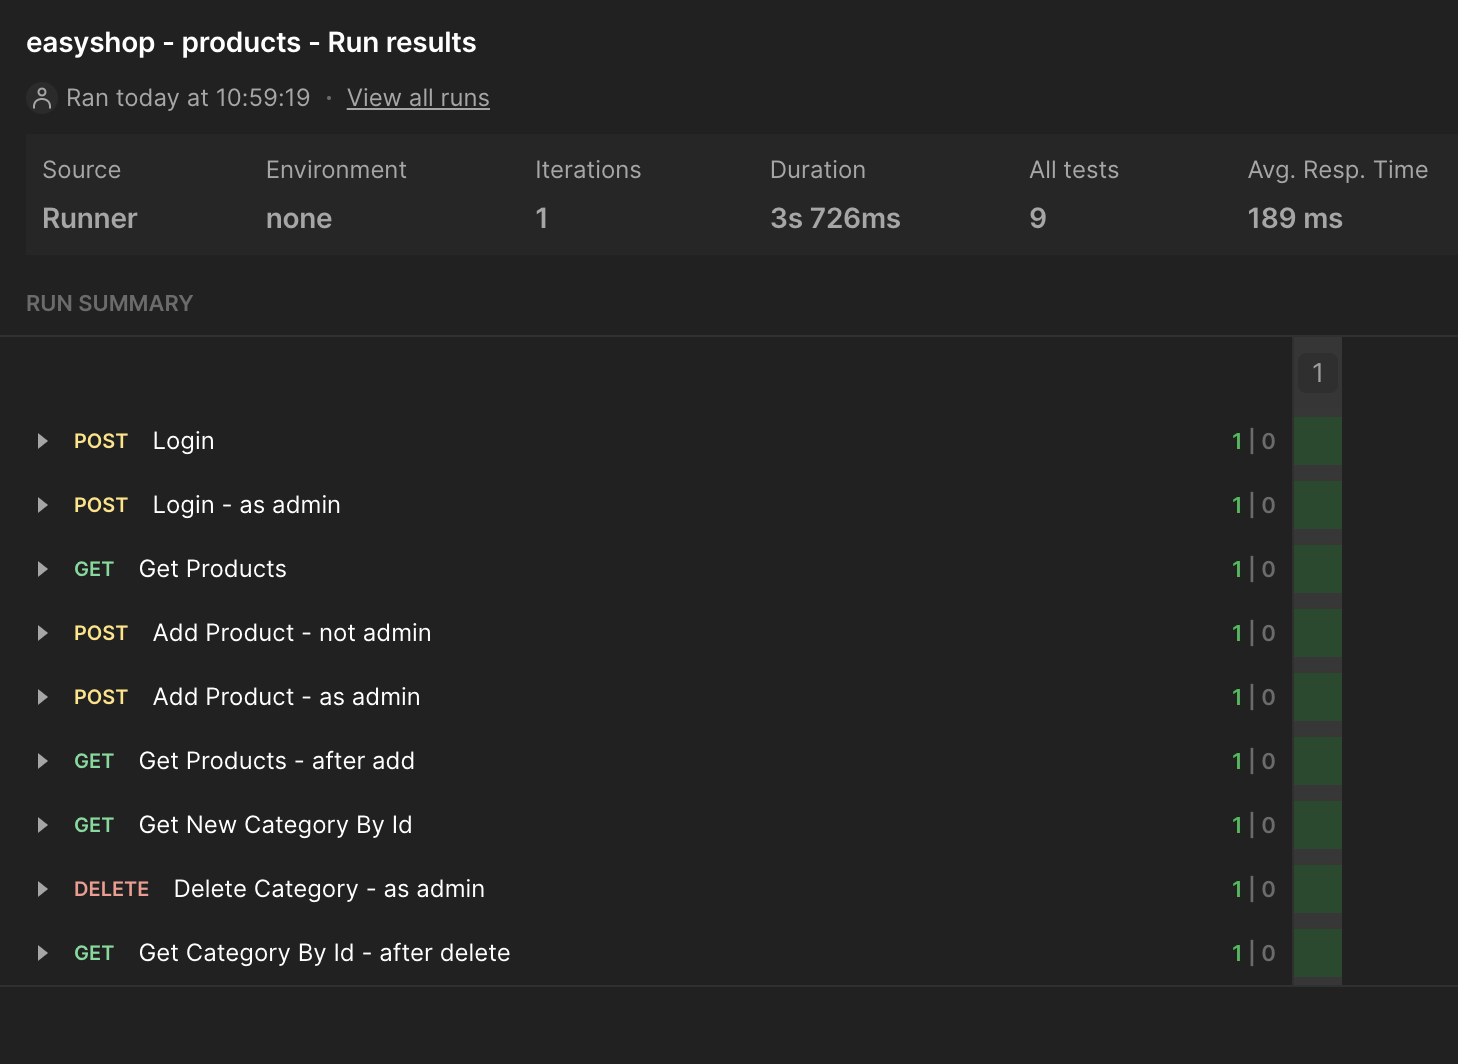 easyshop - products - Run results
Ran today at 10:59:19 · View all runs
Source Environment Iterations Duration All tests Avg. Resp. Time
Runner none 1 3s 726ms 9 189 ms
RUN SUMMARY
1
POST Login 1 | 0
POST Login - as admin 1 | 0
GET Get Products 1 | 0
POST Add Product - not admin 1 | 0
POST Add Product - as admin 1 | 0
GET Get Products - after add 1 | 0
GET Get New Category By Id 1 | 0
DELETE Delete Category - as admin 1 | 0
GET Get Category By Id - after delete 1 | 0